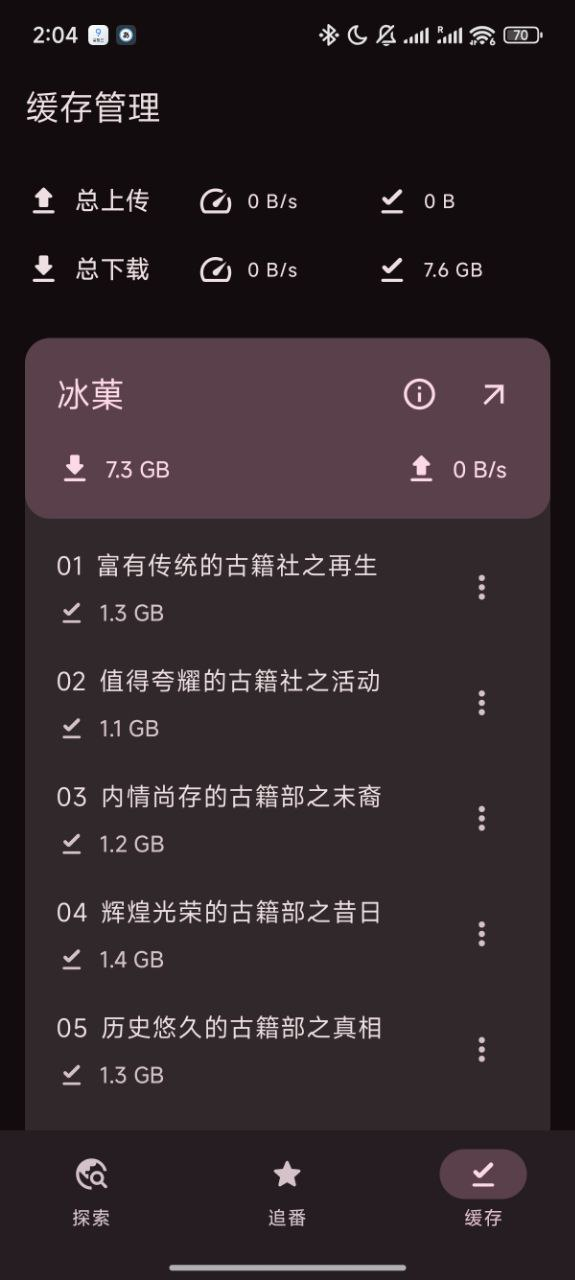 2:04 70
缓存管理
总上传 0 B/s 0 B
总下载 0 B/s 7.6 GB
冰菓
7.3 GB 0 B/s
01 富有传统的古籍社之再生
1.3 GB
02 值得夸耀的古籍社之活动
1.1 GB
03 内情尚存的古籍部之末裔
1.2 GB
04 辉煌光荣的古籍部之昔日
1.4 GB
05 历史悠久的古籍部之真相
1.3 GB
探索 追番 缓存